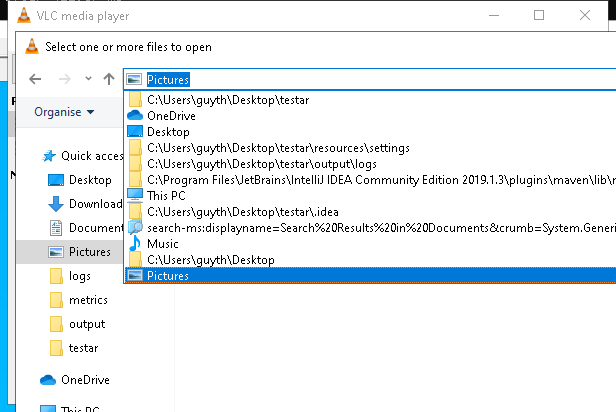 VLC media player
Select one or more files to open
Pictures
Organise
C:\Users\guyth\Desktop\testar
OneDrive
Desktop
C:\Users\guyth\Desktop\testar\resources\settings
C:\Users\guyth\Desktop\testar\output\logs
C:\Program Files\JetBrains\IntelliJ IDEA Community Edition 2019.1.3\plugins\maven\lib\
This PC
C:\Users\guyth\Desktop\testar\.idea
search-ms:displayname=Search%20Results%20in%20Documents&crumb=System.Generi
Music
C:\Users\guyth\Desktop
Pictures
Quick acces
Desktop
Download
Document
Pictures
logs
metrics
output
testar
OneDrive
This PC